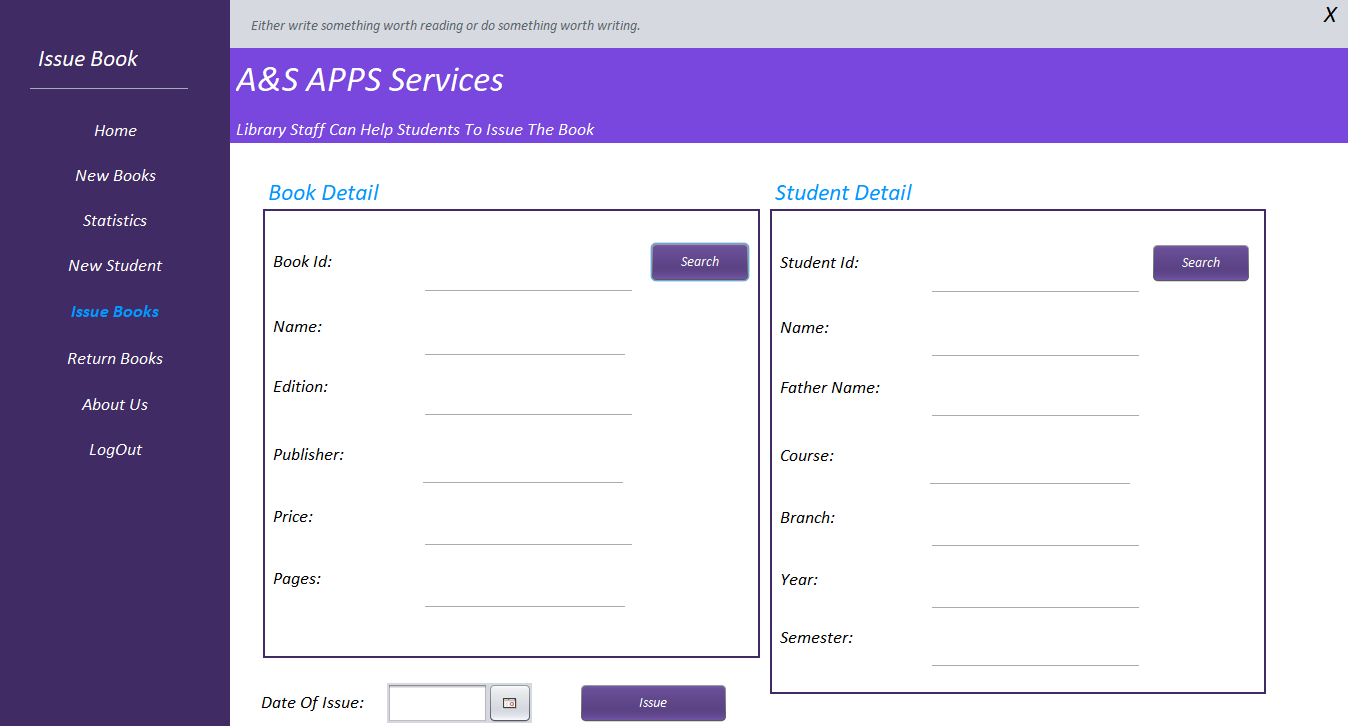 Either write something worth reading or do something worth writing.
X
Issue Book
Home
New Books
Statistics
New Student
Issue Books
Return Books
About Us
LogOut
A&S APPS Services
Library Staff Can Help Students To Issue The Book
Book Detail
Book Id:
Search
Name:
Edition:
Publisher:
Price:
Pages:
Student Detail
Student Id:
Search
Name:
Father Name:
Course:
Branch:
Year:
Semester:
Date Of Issue:
Issue